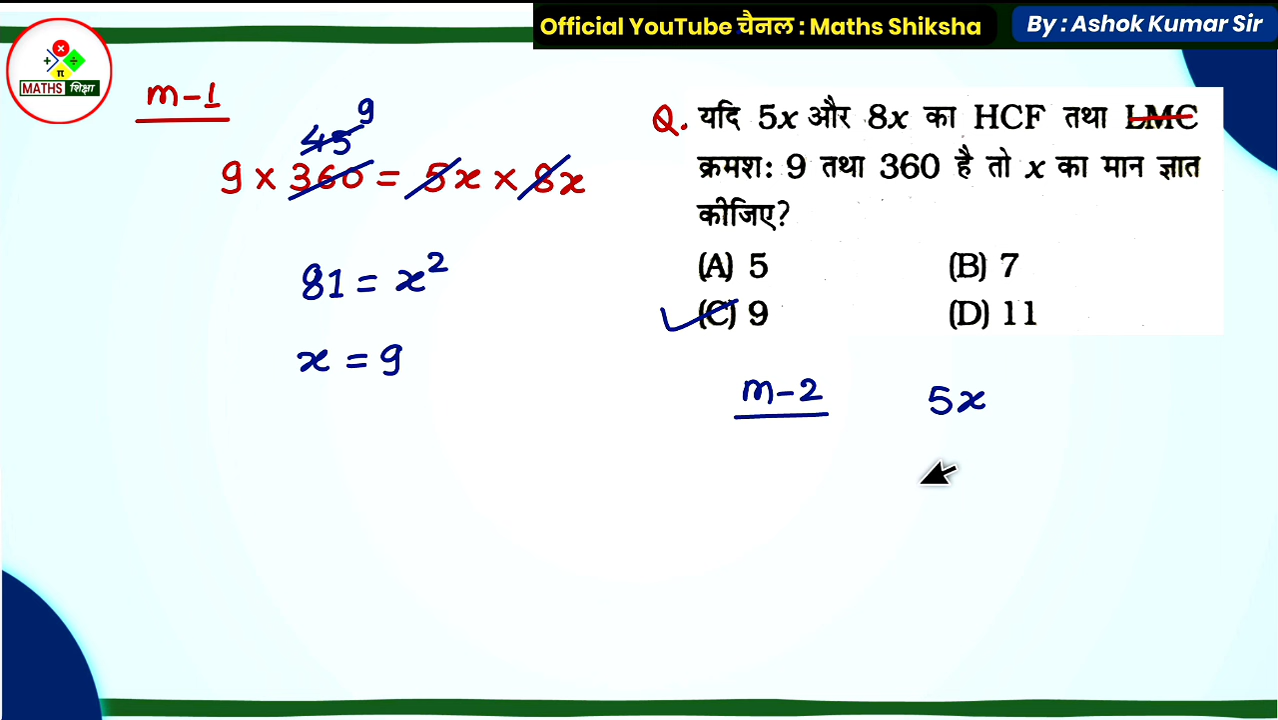 Official YouTube चैनल : Maths Shiksha
By : Ashok Kumar Sir
MATHS शिक्षा
m-1
45 9
9 × 360 = 5x × 8x
81 = x²
x = 9
Q. यदि 5x और 8x का HCF तथा LMC
क्रमश: 9 तथा 360 है तो x का मान ज्ञात
कीजिए?
(A) 5 (B) 7
(C) 9 (D) 11
m-2 5x